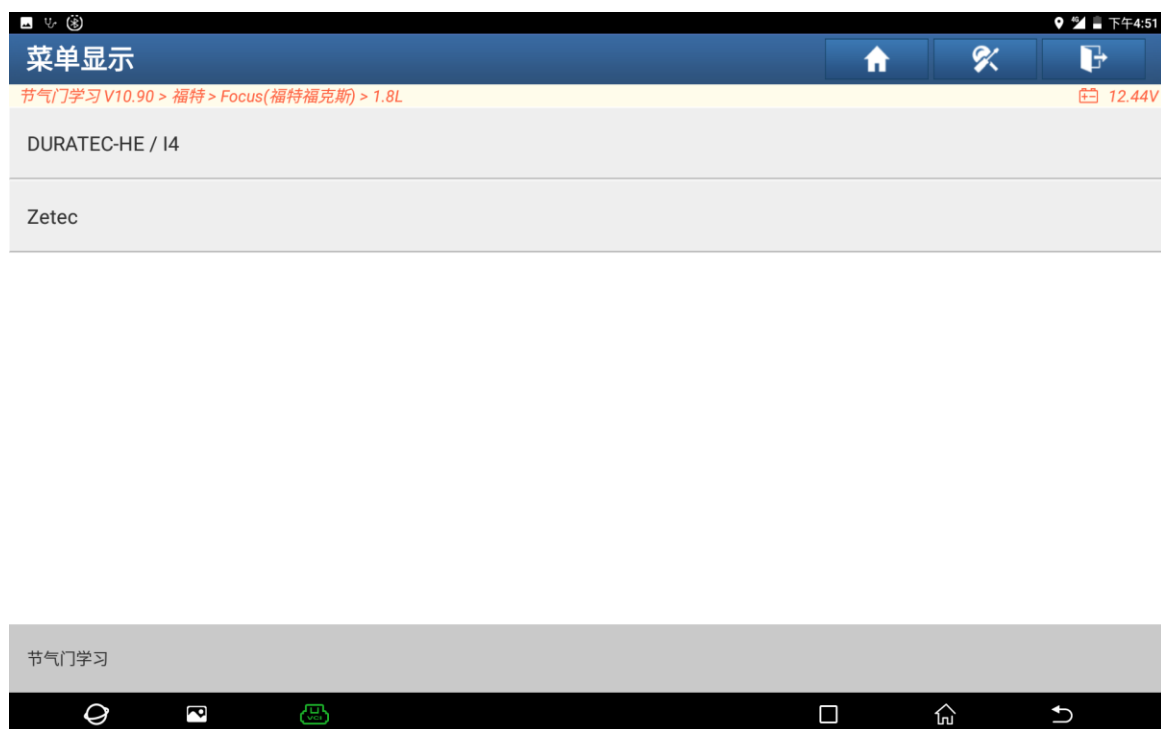 下午4:51
菜单显示
节气门学习 V10.90 > 福特 > Focus(福特福克斯) > 1.8L
12.44V
DURATEC-HE / I4
Zetec
节气门学习
VCI